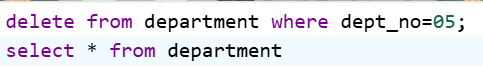 delete from department where dept_no=05;
select * from department